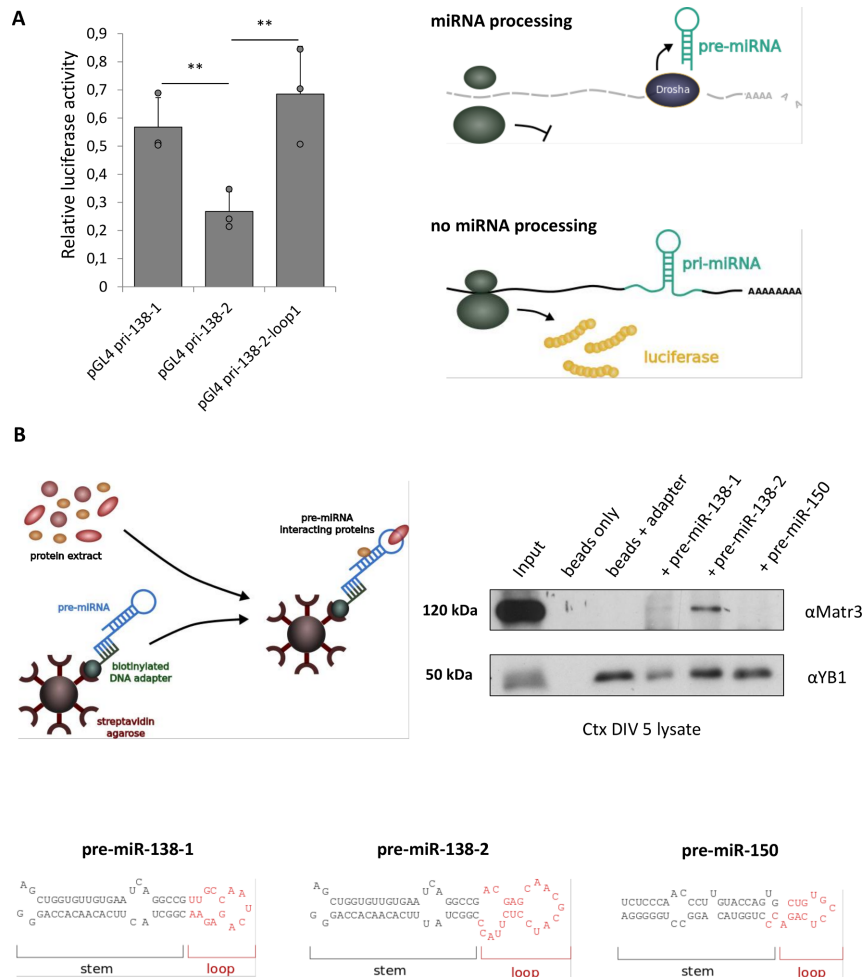 A
Relative luciferase activity
0,9
0,8
0,7
0,6
0,5
0,4
0,3
0,2
0,1
0
**
**
pGL4 pri-138-1
pGL4 pri-138-2
pGl4 pri-138-2-loop1
miRNA processing
pre-miRNA
Drosha
AAAA
A
A
no miRNA processing
pri-miRNA
AAAAAAAA
luciferase
B
protein extract
pre-miRNA
biotinylated
DNA adapter
streptavidin
agarose
pre-miRNA
interacting proteins
Input
beads only
beads + adapter
+ pre-miR-138-1
+ pre-miR-138-2
+ pre-miR-150
120 kDa
αMatr3
50 kDa
αYB1
Ctx DIV 5 lysate
pre-miR-138-1
stem
loop
pre-miR-138-2
stem
loop
pre-miR-150
stem
loop